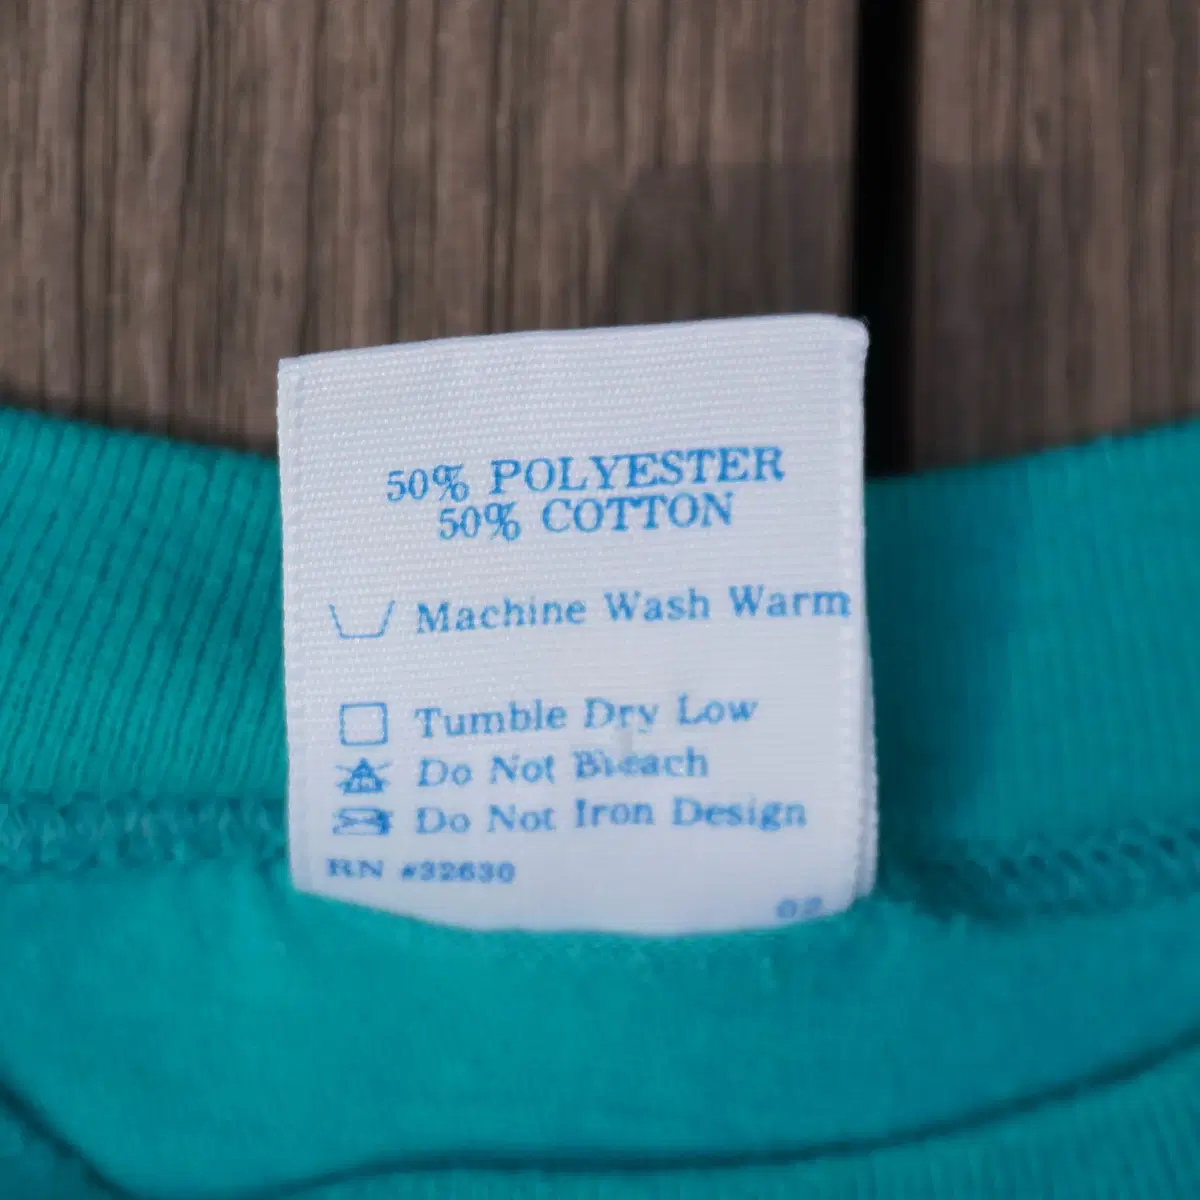 50% POLYESTER
50% COTTON
Machine Wash Warm
Tumble Dry Low
Do Not Bleach
Do Not Iron Design
RN #32630
02